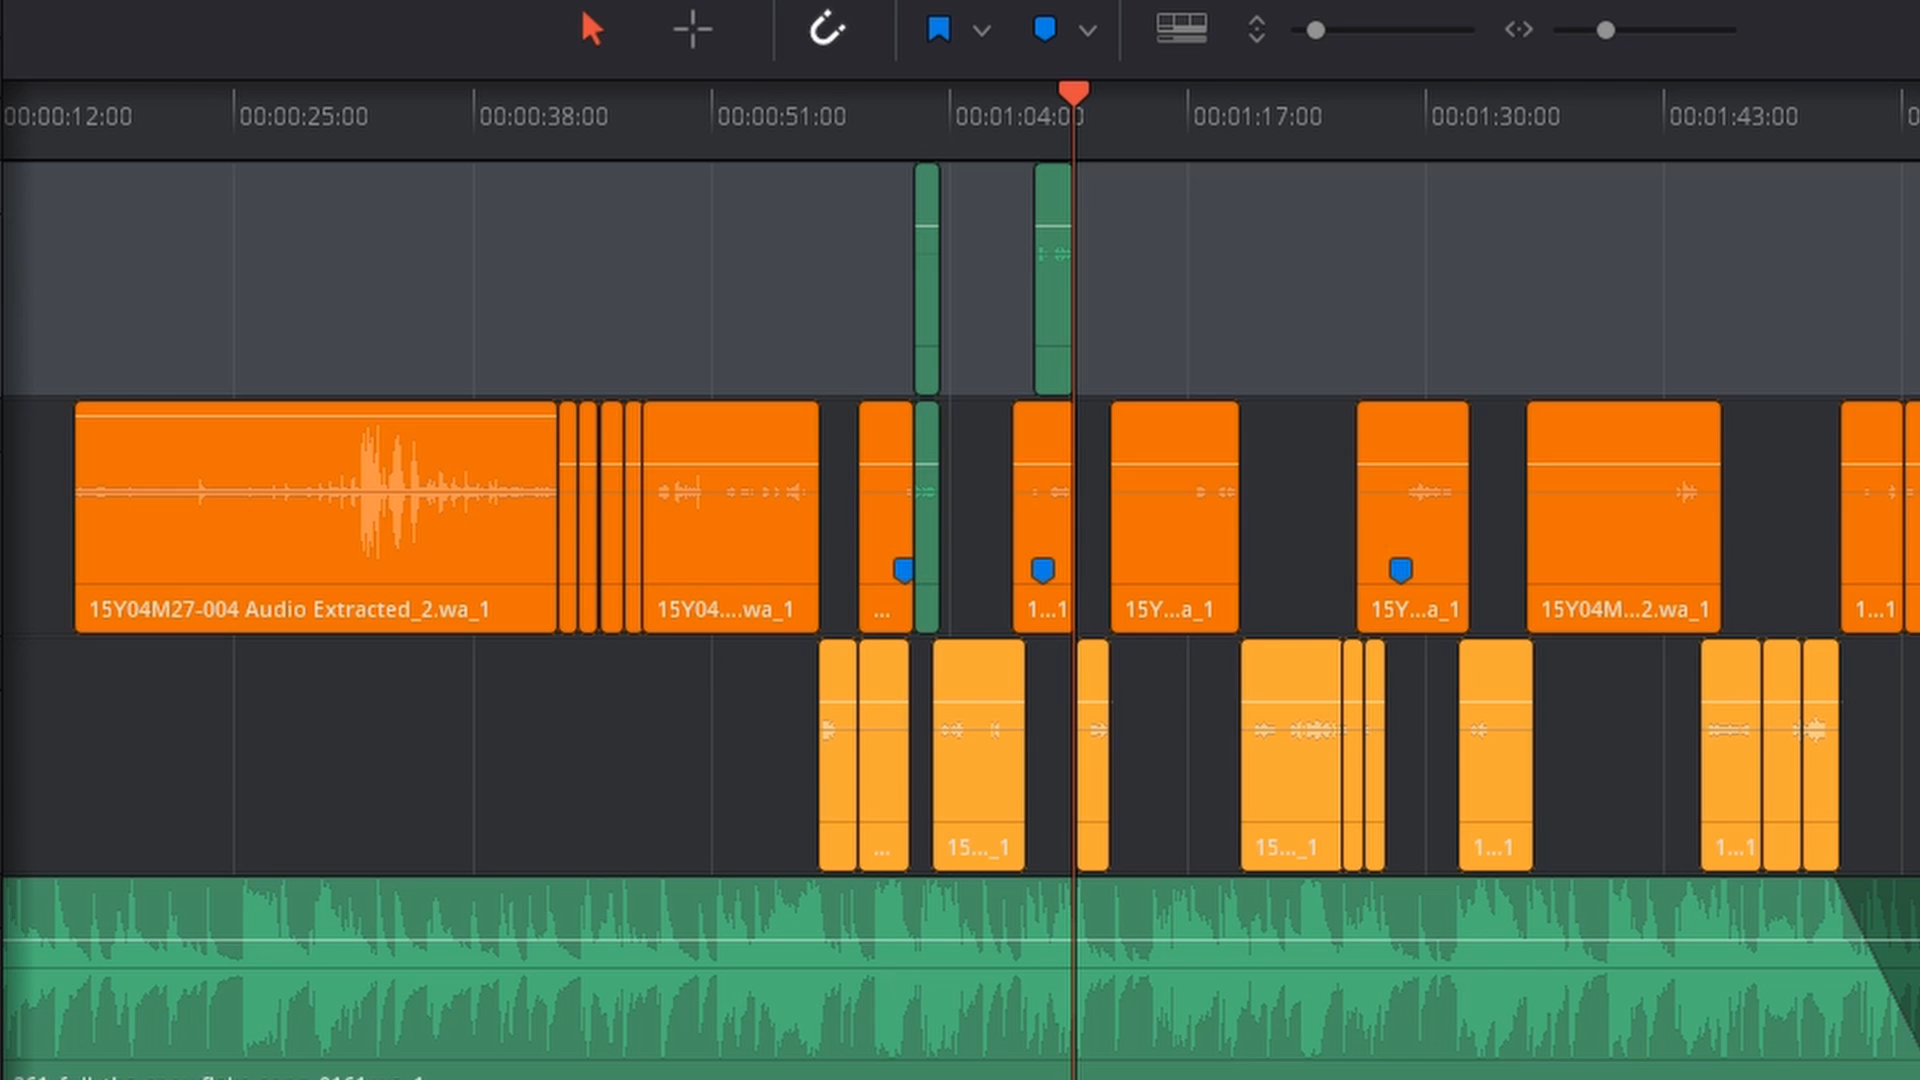 00:00:12:00 00:00:25:00 00:00:38:00 00:00:51:00 00:01:04:00 00:01:17:00 00:01:30:00 00:01:43:00 0
15Y04M27-004 Audio Extracted_2.wa_1 15Y04....wa_1 ... 1...1 15Y...a_1 15Y...a_1 15Y04M...2.wa_1 1...1
... 15..._1 15..._1 1...1 1...1